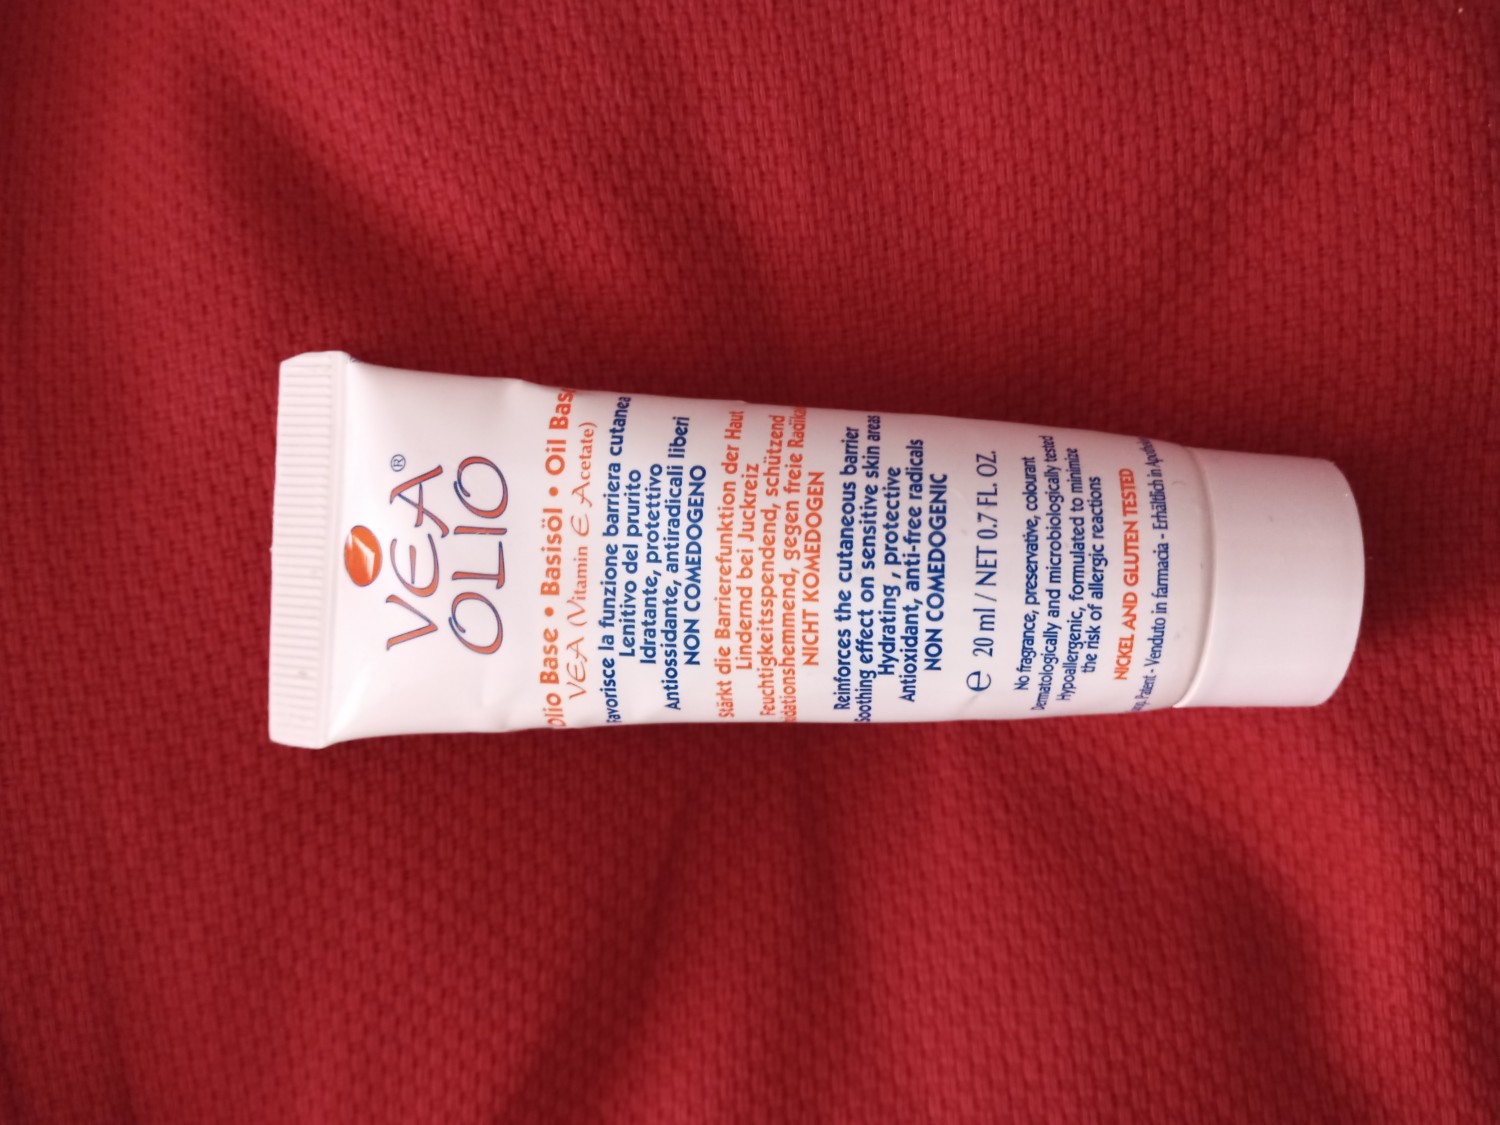 VEA®
OLIO
Olio Base • Basisöl • Oil Base
VEA (Vitamin E Acetate)
Favorisce la funzione barriera cutanea
Lenitivo del prurito
Idratante, protettivo
Antiossidante, antiradicali liberi
NON COMEDOGENO
Stärkt die Barrierefunktion der Haut
Lindernd bei Juckreiz
Feuchtigkeitsspendend, schützend
gegen freie
NICHT KOMEDOGEN
Reinforces the cutaneous barrier
Soothing effect on sensitive skin areas
Hydrating , protective
Antioxidant, anti-free radicals
NON COMEDOGENIC
℮ 20 ml / NET 0.7 FL. OZ.
No fragrance, preservative, colourant
Dermatologically and microbiologically tested
Hypoallergenic, formulated to minimize
the risk of allergic reactions
NICKEL AND GLUTEN TESTED
Patent - Venduto in farmacia - Erhältlich in